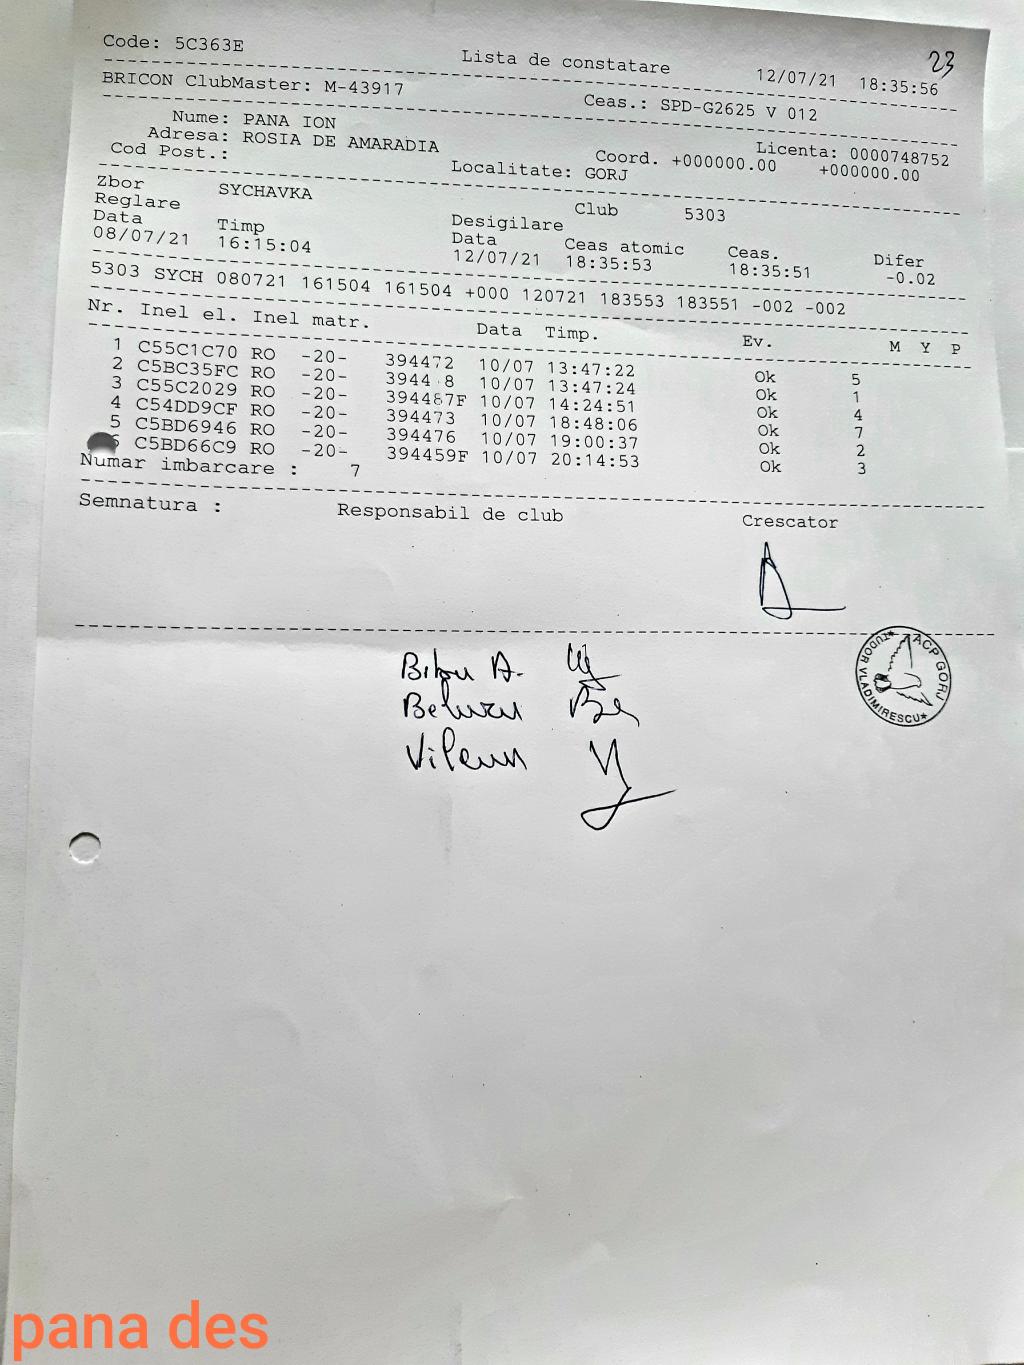 23
Code: 5C363E Lista de constatare 12/07/21 18:35:56
BRICON ClubMaster: M-43917 Ceas.: SPD-G2625 V 012
Nume: PANA ION Licenta: 0000748752
Adresa: ROSIA DE AMARADIA Coord. +000000.00 +000000.00
Cod Post.: Localitate: GORJ
Zbor SYCHAVKA Club 5303
Reglare Desigilare
Data Timp Data Ceas atomic Ceas. Difer
08/07/21 16:15:04 12/07/21 18:35:53 18:35:51 -0.02
5303 SYCH 080721 161504 161504 +000 120721 183553 183551 -002 -002
Nr. Inel el. Inel matr. Data Timp. Ev. M Y P
1 C55C1C70 RO -20- 394472 10/07 13:47:22 Ok 5
2 C5BC35FC RO -20- 10/07 13:47:24 Ok 1
3 C55C2029 RO -20- 394487F 10/07 14:24:51 Ok 4
4 C54DD9CF RO -20- 394473 10/07 18:48:06 Ok 7
5 C5BD6946 RO -20- 394476 10/07 19:00:37 Ok 2
6 C5BD66C9 RO -20- 394459F 10/07 20:14:53 Ok 3
Numar imbarcare : 7
Semnatura : Responsabil de club Crescator
ACP GORJ
*TUDOR VLADIMIRESCU*
pana des